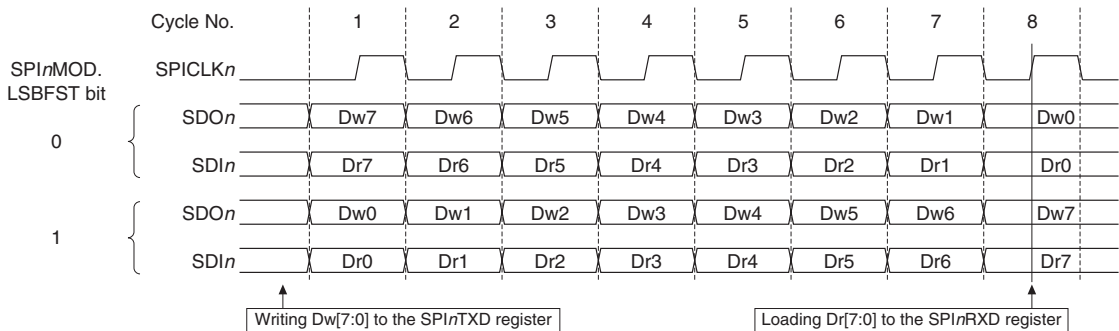 Cycle No. 1 2 3 4 5 6 7 8
SPInMOD.
LSBFST bit
SPICLKn
0
SDOn Dw7 Dw6 Dw5 Dw4 Dw3 Dw2 Dw1 Dw0
SDIn Dr7 Dr6 Dr5 Dr4 Dr3 Dr2 Dr1 Dr0
1
SDOn Dw0 Dw1 Dw2 Dw3 Dw4 Dw5 Dw6 Dw7
SDIn Dr0 Dr1 Dr2 Dr3 Dr4 Dr5 Dr6 Dr7
Writing Dw[7:0] to the SPInTXD register
Loading Dr[7:0] to the SPInRXD register